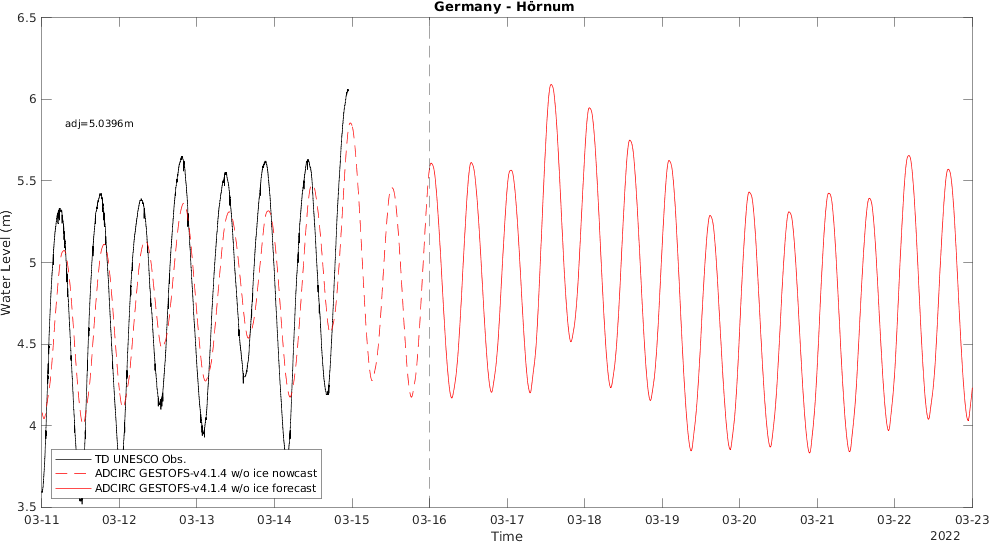 Germany - Hörnum
6.5
6
5.5
5
4.5
4
3.5
Water Level (m)
adj=5.0396m
TD UNESCO Obs.
ADCIRC GESTOFS-v4.1.4 w/o ice nowcast
ADCIRC GESTOFS-v4.1.4 w/o ice forecast
03-11 03-12 03-13 03-14 03-15 03-16 03-17 03-18 03-19 03-20 03-21 03-22 03-23
Time
2022